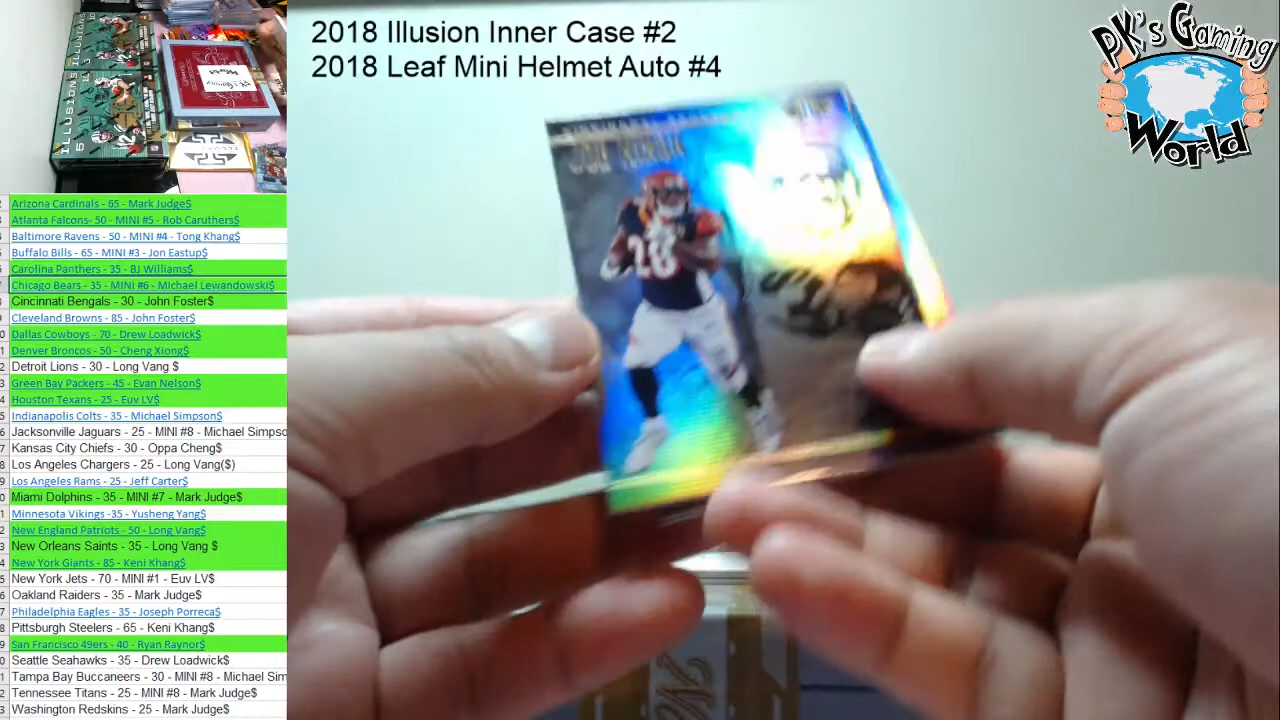 2018 Illusion Inner Case #2
2018 Leaf Mini Helmet Auto #4
PK's Gaming
World
ILLUSIONS
Arizona Cardinals - 65 - Mark Judge$
Atlanta Falcons- 50 - MINI #5 - Rob Caruthers$
Baltimore Ravens - 50 - MINI #4 - Tong Khang$
Buffalo Bills - 65 - MINI #3 - Jon Eastup$
Carolina Panthers - 35 - BJ Williams$
Chicago Bears - 35 - MINI #6 - Michael Lewandowski$
Cincinnati Bengals - 30 - John Foster$
Cleveland Browns - 85 - John Foster$
Dallas Cowboys - 70 - Drew Loadwick$
Denver Broncos - 50 - Cheng Xiong$
Detroit Lions - 30 - Long Vang $
Green Bay Packers - 45 - Evan Nelson$
Houston Texans - 25 - Euv LV$
Indianapolis Colts - 35 - Michael Simpson$
Jacksonville Jaguars - 25 - MINI #8 - Michael Simpso
Kansas City Chiefs - 30 - Oppa Cheng$
Los Angeles Chargers - 25 - Long Vang($)
Los Angeles Rams - 25 - Jeff Carter$
Miami Dolphins - 35 - MINI #7 - Mark Judge$
Minnesota Vikings -35 - Yusheng Yang$
New England Patriots - 50 - Long Vang$
New Orleans Saints - 35 - Long Vang $
New York Giants - 85 - Keni Khang$
New York Jets - 70 - MINI #1 - Euv LV$
Oakland Raiders - 35 - Mark Judge$
Philadelphia Eagles - 35 - Joseph Porreca$
Pittsburgh Steelers - 65 - Keni Khang$
San Francisco 49ers - 40 - Ryan Raynor$
Seattle Seahawks - 35 - Drew Loadwick$
Tampa Bay Buccaneers - 30 - MINI #8 - Michael Sim
Tennessee Titans - 25 - MINI #8 - Mark Judge$
Washington Redskins - 25 - Mark Judge$
28